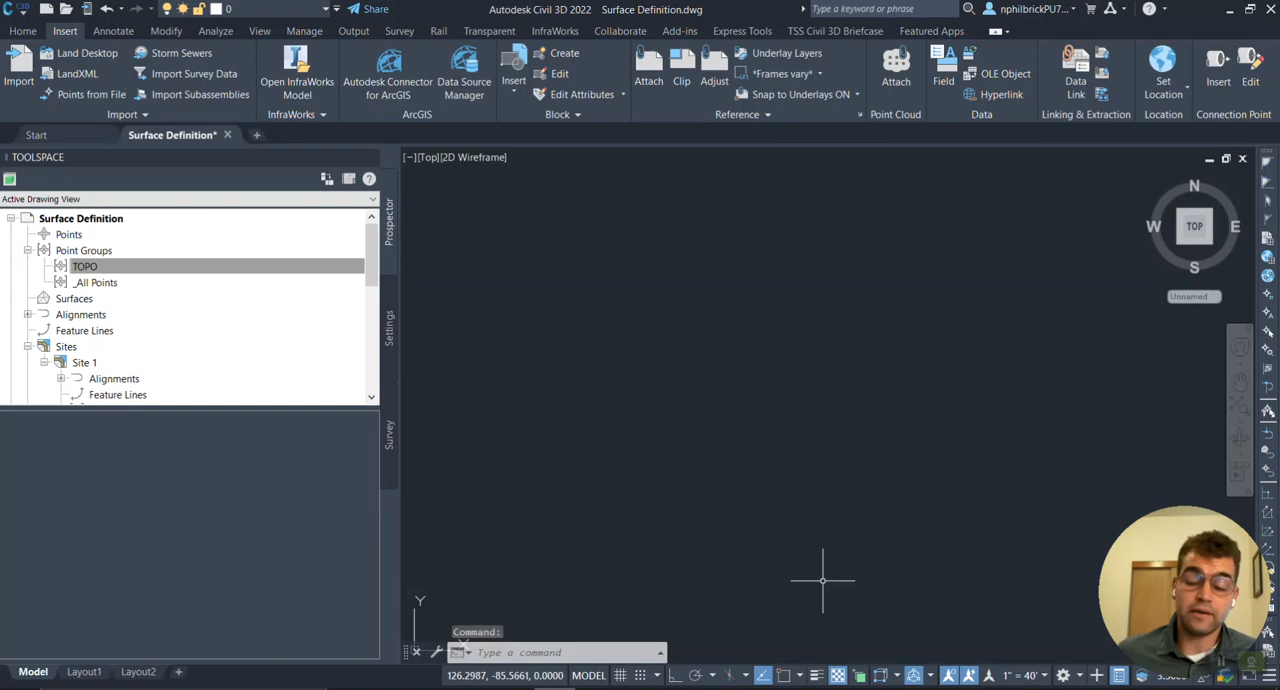 C3D
0
Share
Autodesk Civil 3D 2022 Surface Definition.dwg
Type a keyword or phrase
nphilbrickPU7...
Home Insert Annotate Modify Analyze View Manage Output Survey Rail Transparent InfraWorks Collaborate Add-ins Express Tools TSS Civil 3D Briefcase Featured Apps
Import
Land Desktop
LandXML
Points from File
Storm Sewers
Import Survey Data
Import Subassemblies
Import
Open InfraWorks
Model
InfraWorks
Autodesk Connector
for ArcGIS
Data Source
Manager
ArcGIS
Insert
Create
Edit
Edit Attributes
Block
Attach
Clip
Adjust
Underlay Layers
*Frames vary*
Snap to Underlays ON
Reference
Attach
Point Cloud
Field
OLE Object
Hyperlink
Data
Data
Link
Linking & Extraction
Set
Location
Location
Insert
Edit
Connection Point
Start
Surface Definition*
TOOLSPACE
Active Drawing View
Surface Definition
Points
Point Groups
TOPO
_All Points
Surfaces
Alignments
Feature Lines
Sites
Site 1
Alignments
Feature Lines
Prospector
Settings
Survey
[−][Top][2D Wireframe]
N
W
TOP
E
S
Unnamed
Y
Command:
Type a command
Model Layout1 Layout2
126.2987, -85.5661, 0.0000 MODEL
1" = 40'